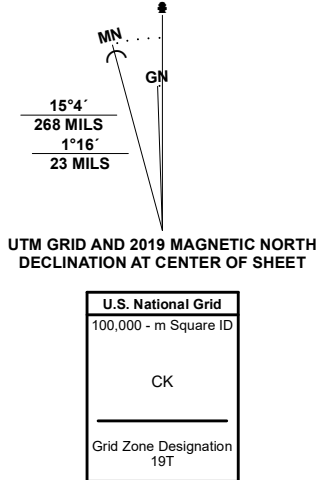 MN
GN
15°4´
268 MILS
1°16´
23 MILS
UTM GRID AND 2019 MAGNETIC NORTH
DECLINATION AT CENTER OF SHEET
U.S. National Grid
100,000 - m Square ID
CK
Grid Zone Designation
19T